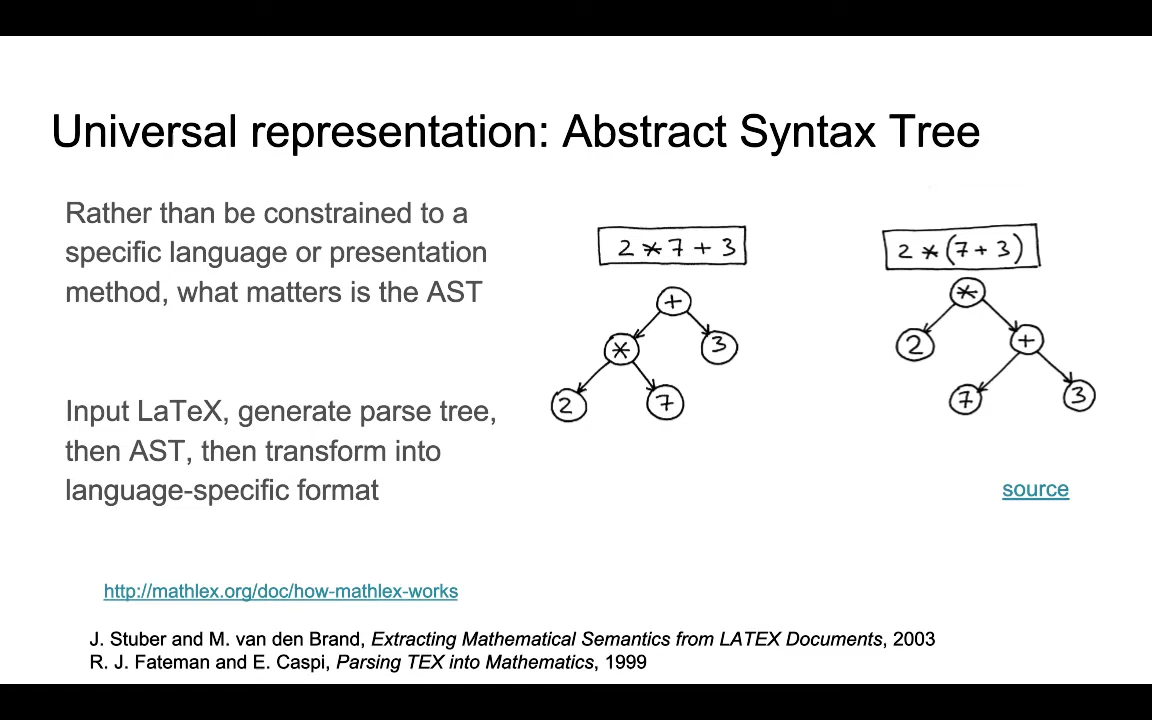 Universal representation: Abstract Syntax Tree
Rather than be constrained to a
specific language or presentation
method, what matters is the AST
Input LaTeX, generate parse tree,
then AST, then transform into
language-specific format
2 * 7 + 3
+
* 3
2 7
2 * (7 + 3)
*
2 +
7 3
source
http://mathlex.org/doc/how-mathlex-works
J. Stuber and M. van den Brand, Extracting Mathematical Semantics from LATEX Documents, 2003
R. J. Fateman and E. Caspi, Parsing TEX into Mathematics, 1999